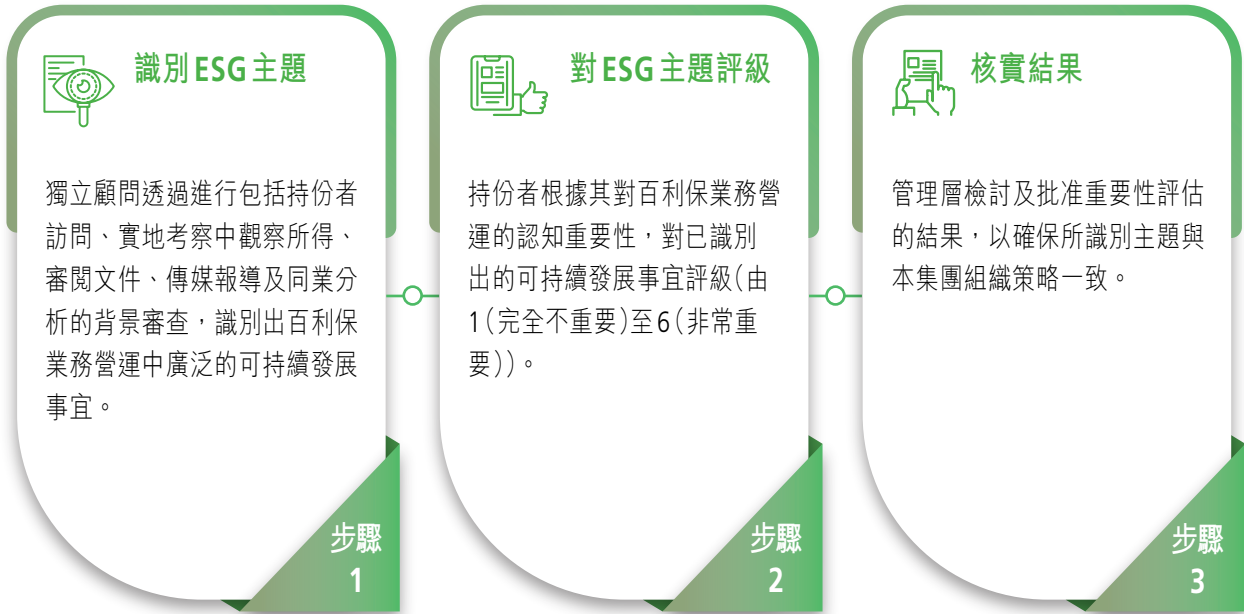 識別ESG主題
獨立顧問透過進行包括持份者
訪問、實地考察中觀察所得、
審閱文件、傳媒報導及同業分
析的背景審查，識別出百利保
業務營運中廣泛的可持續發展
事宜。
步驟
1
對ESG主題評級
持份者根據其對百利保業務營
運的認知重要性，對已識別
出的可持續發展事宜評級（由
1（完全不重要）至6（非常重
要））。
步驟
2
核實結果
管理層檢討及批准重要性評估
的結果，以確保所識別主題與
本集團組織策略一致。
步驟
3